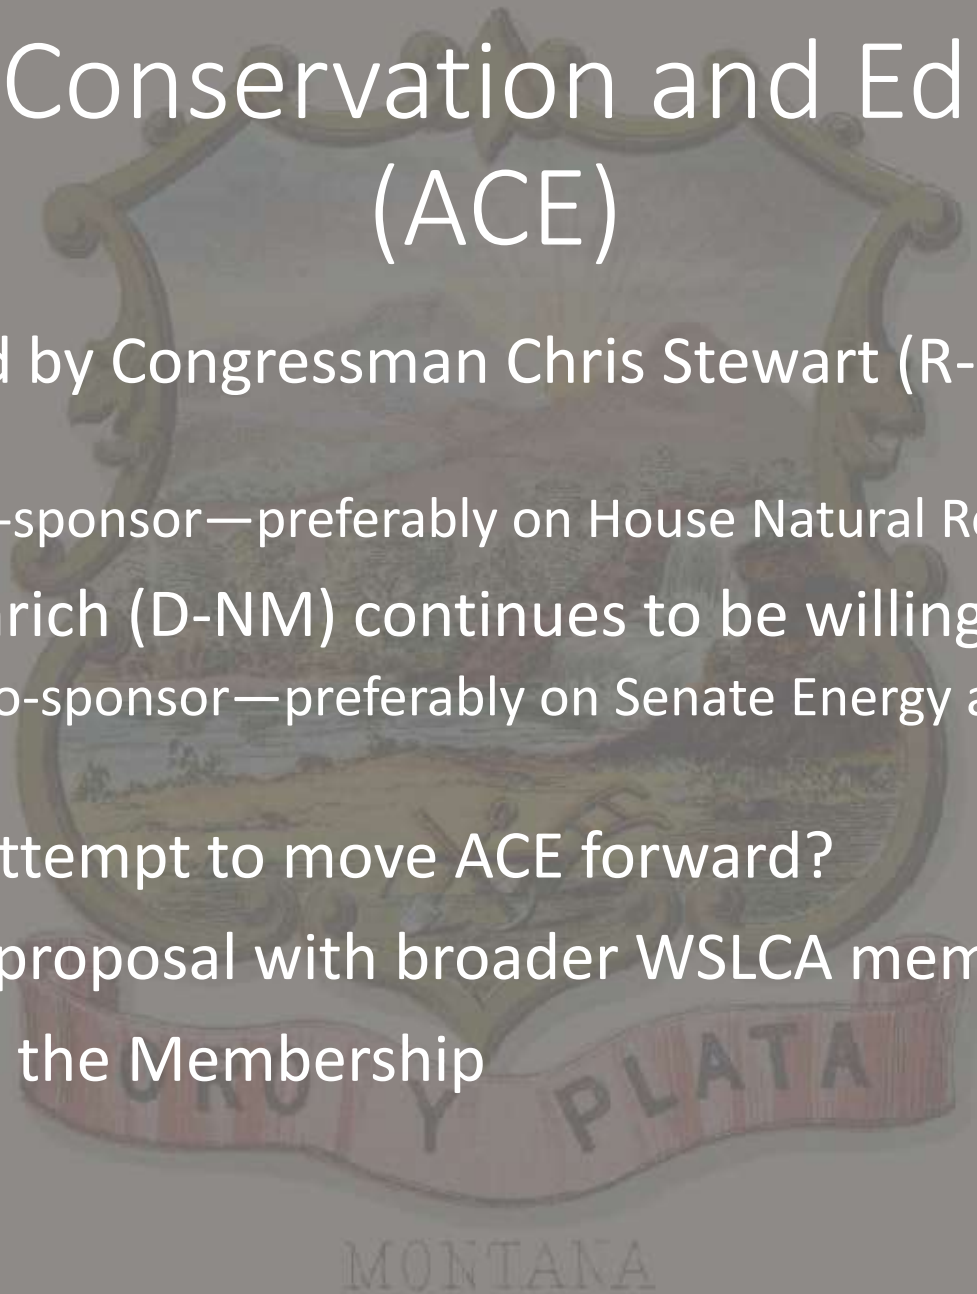 Conservation and Ed
(ACE)
d by Congressman Chris Stewart (R-
-sponsor—preferably on House Natural Re
nrich (D-NM) continues to be willing
o-sponsor—preferably on Senate Energy a
ttempt to move ACE forward?
proposal with broader WSLCA mem
the Membership
ORO Y PLATA
MONTANA